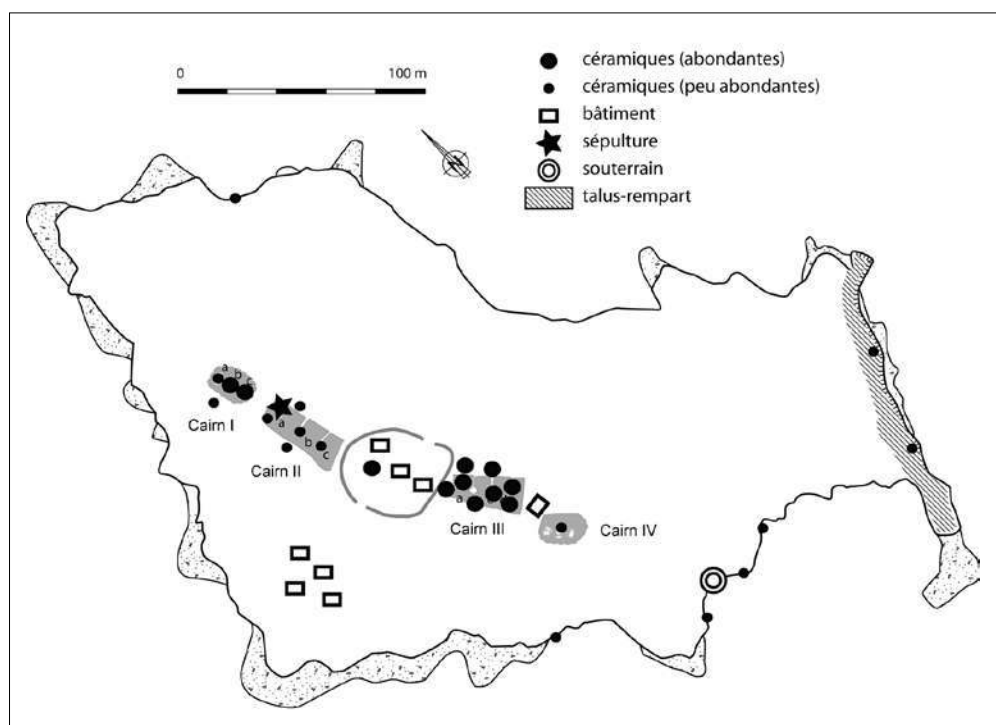 0 100 m
céramiques (abondantes)
céramiques (peu abondantes)
bâtiment
sépulture
souterrain
talus-rempart
N
a b c
Cairn I
a b c
Cairn II
a
Cairn III
Cairn IV